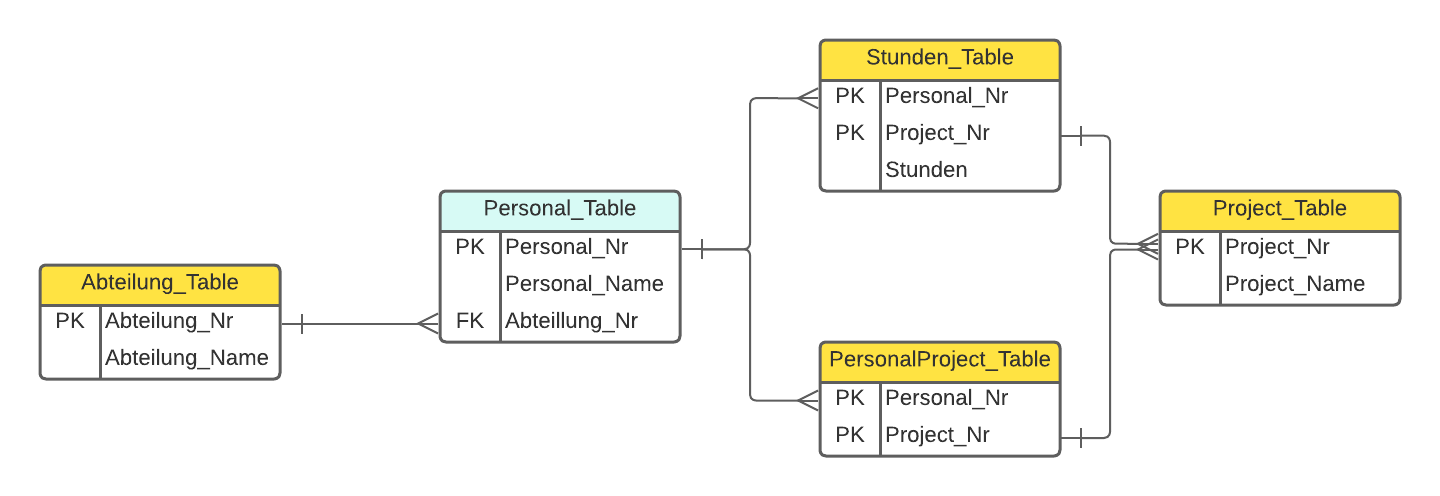 Abteilung_Table
PK Abteilung_Nr
Abteilung_Name
Personal_Table
PK Personal_Nr
Personal_Name
FK Abteillung_Nr
Stunden_Table
PK Personal_Nr
PK Project_Nr
Stunden
PersonalProject_Table
PK Personal_Nr
PK Project_Nr
Project_Table
PK Project_Nr
Project_Name